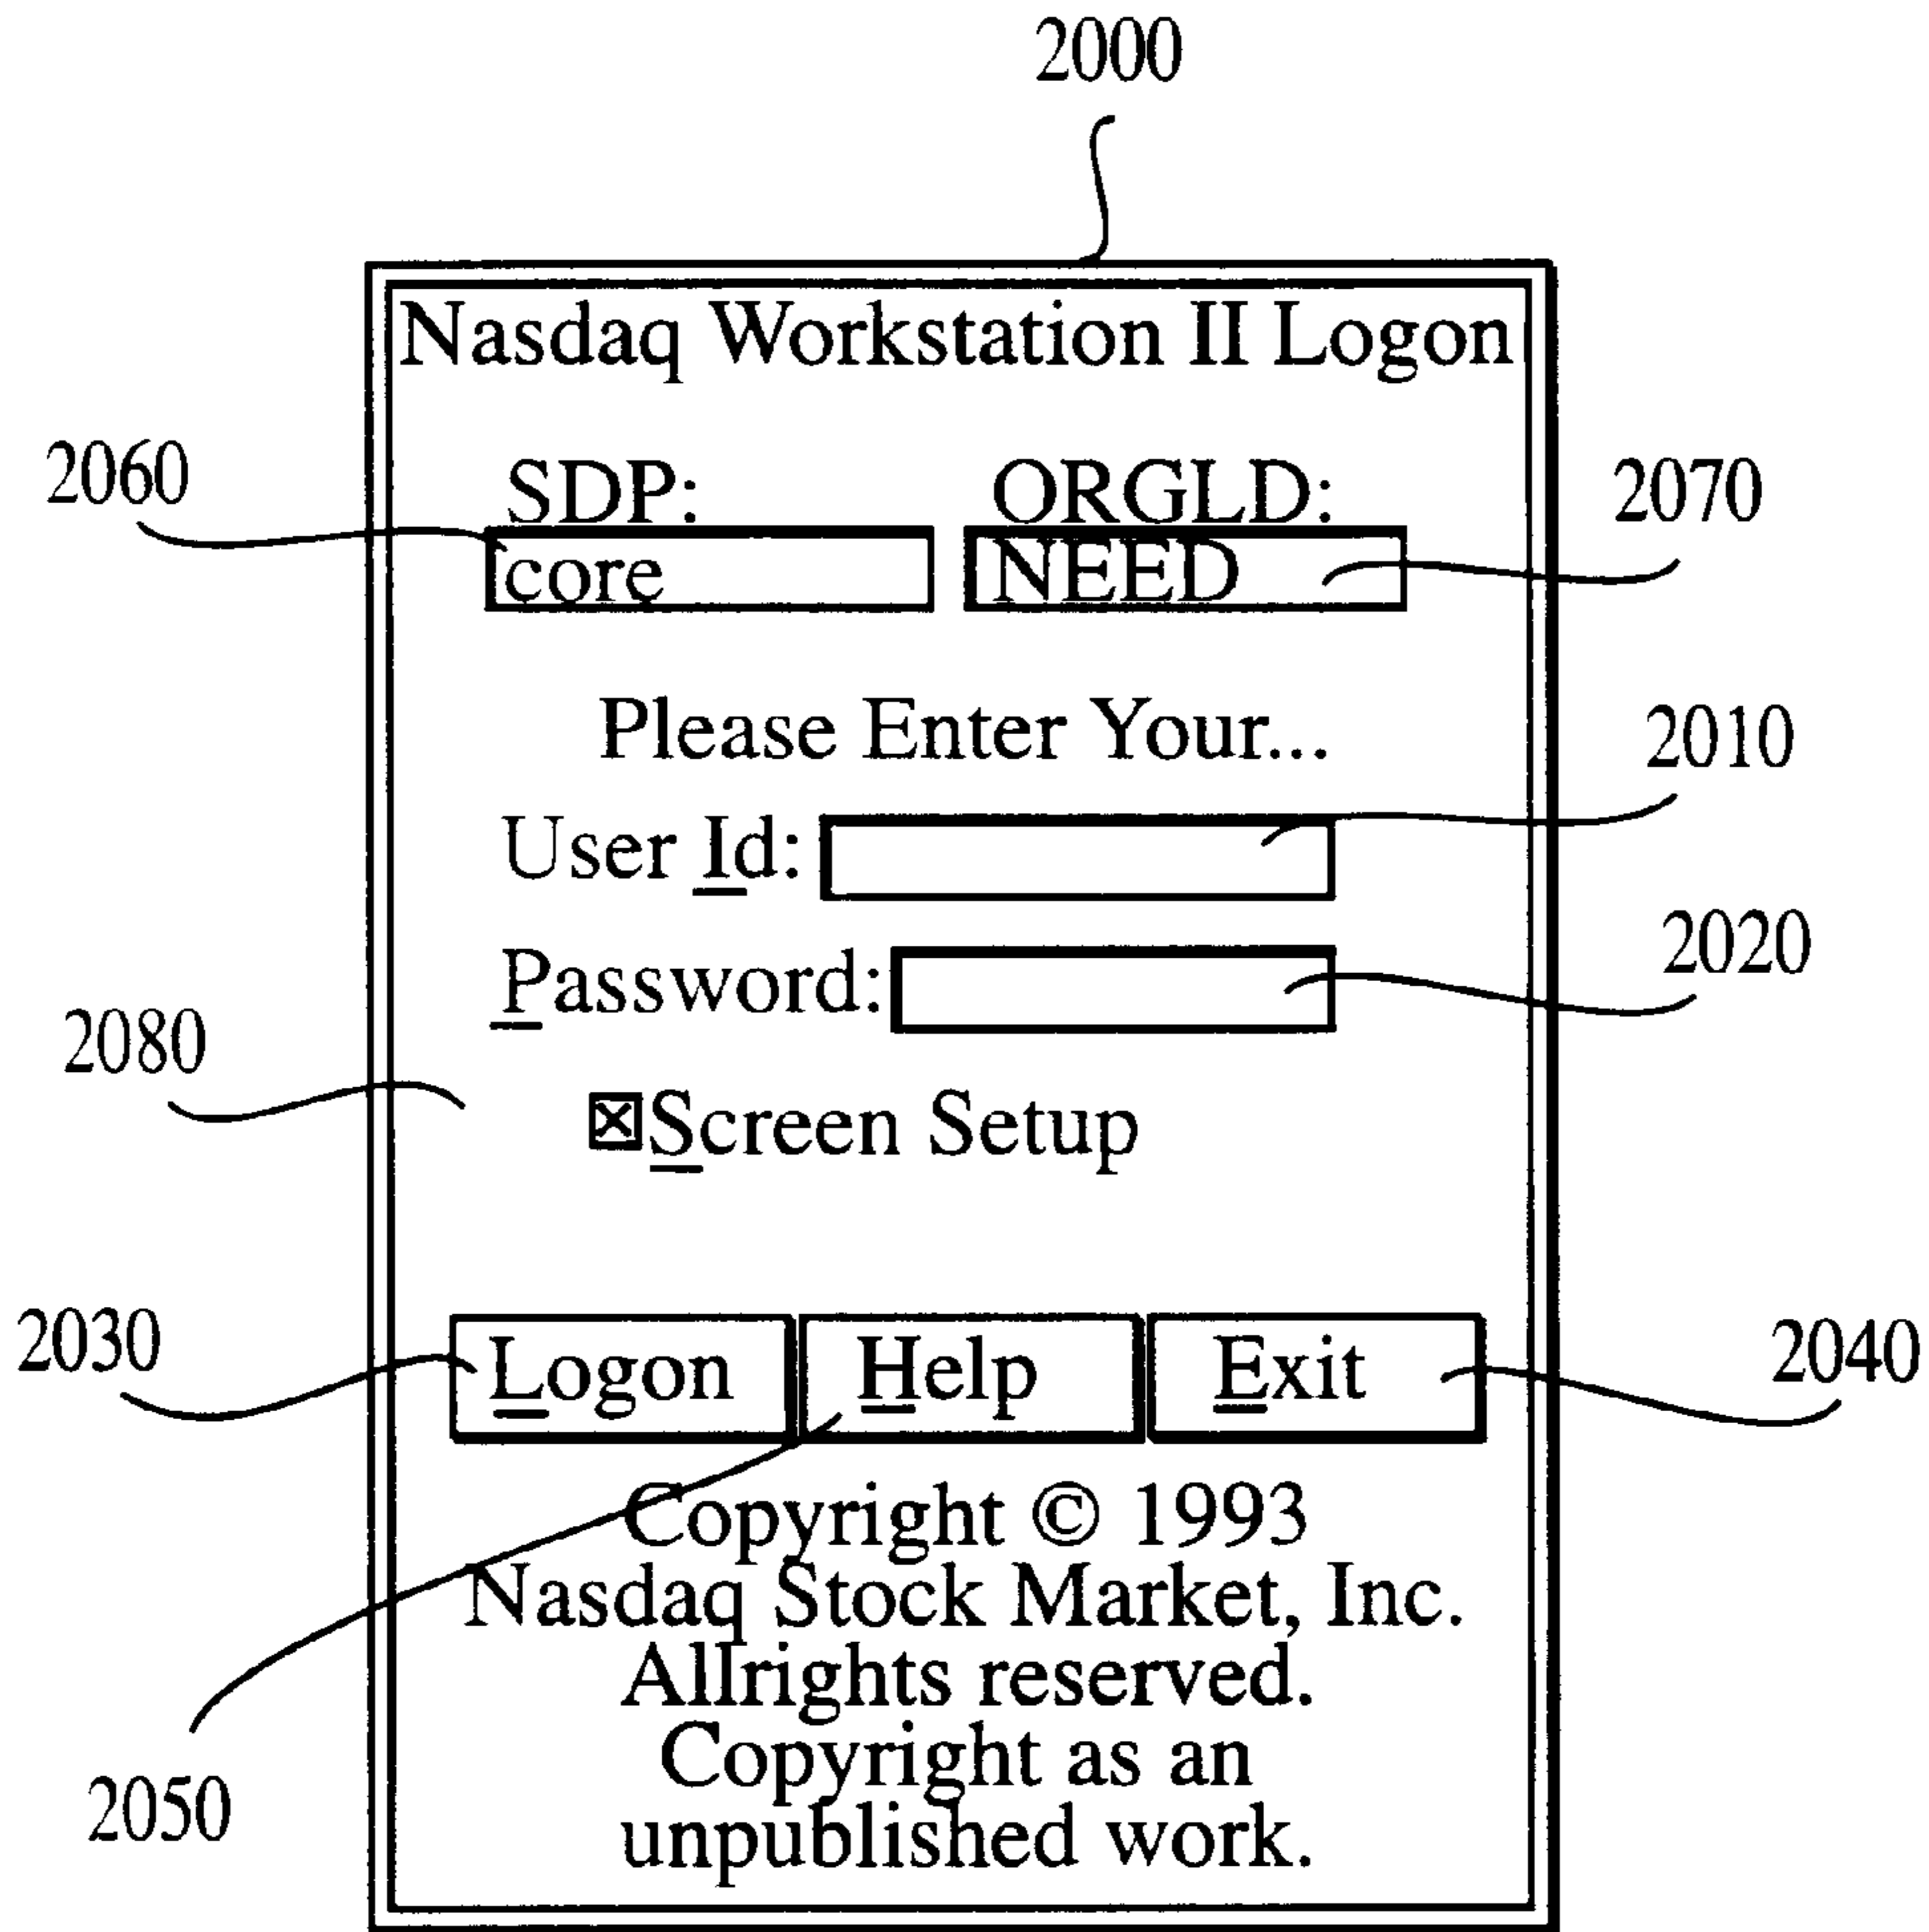 2000
Nasdaq Workstation II Logon
2060
SDP: ORGLD:
2070
core NEED
Please Enter Your...
2010
User Id:
2020
Password:
2080
Screen Setup
2030
Logon Help Exit
2040
Copyright © 1993
Nasdaq Stock Market, Inc.
Allrights reserved.
Copyright as an
2050
unpublished work.